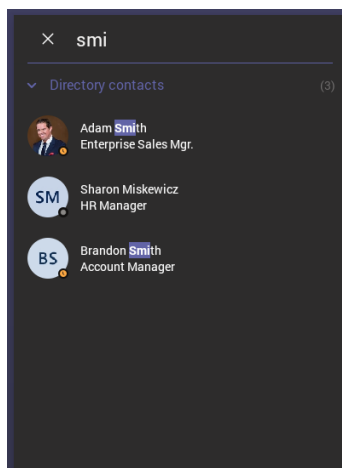 smi
Directory contacts (3)
Adam Smith
Enterprise Sales Mgr.
SM
Sharon Miskewicz
HR Manager
BS
Brandon Smith
Account Manager